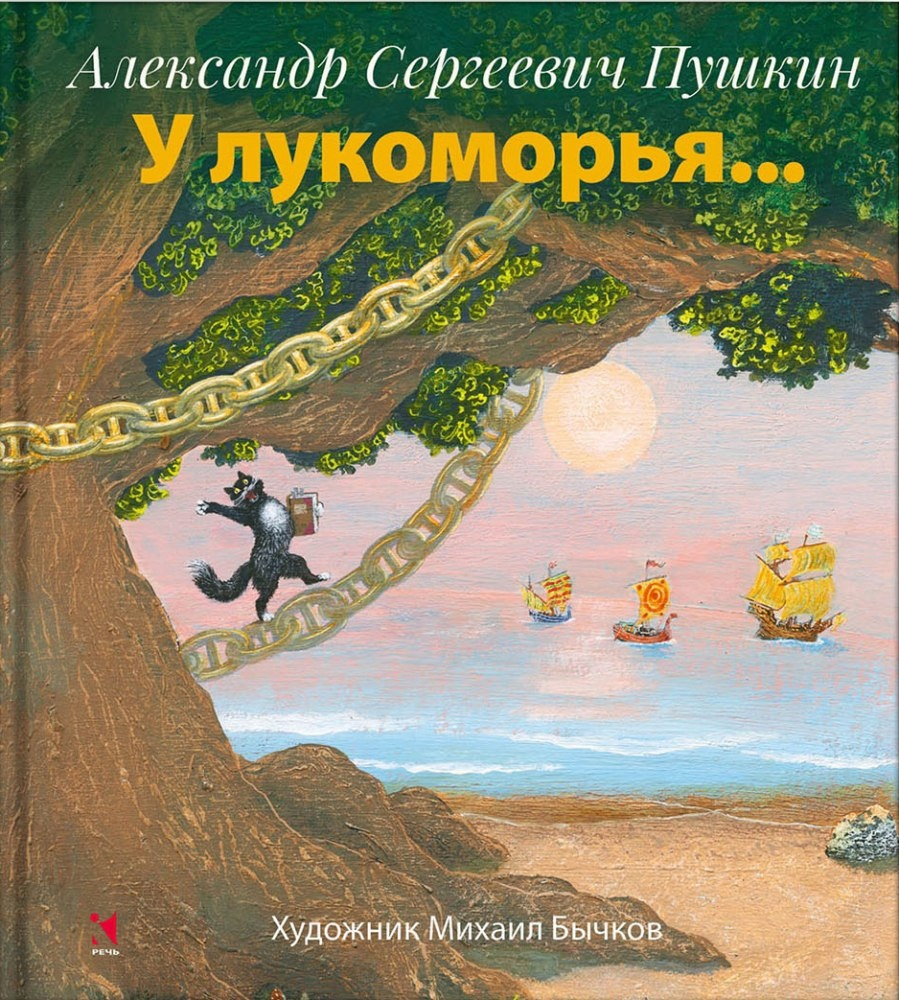 Александр Сергеевич Пушкин
У лукоморья...
Художник Михаил Бычков
РЕЧЬ